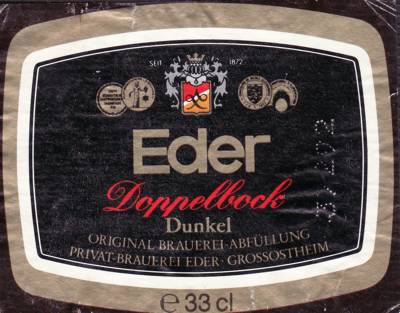 SEIT 1872
Eder
Doppelbock
Dunkel
ORIGINAL BRAUEREI-ABFÜLLUNG
PRIVAT-BRAUEREI EDER · GROSSOSTHEIM
e 33 cl